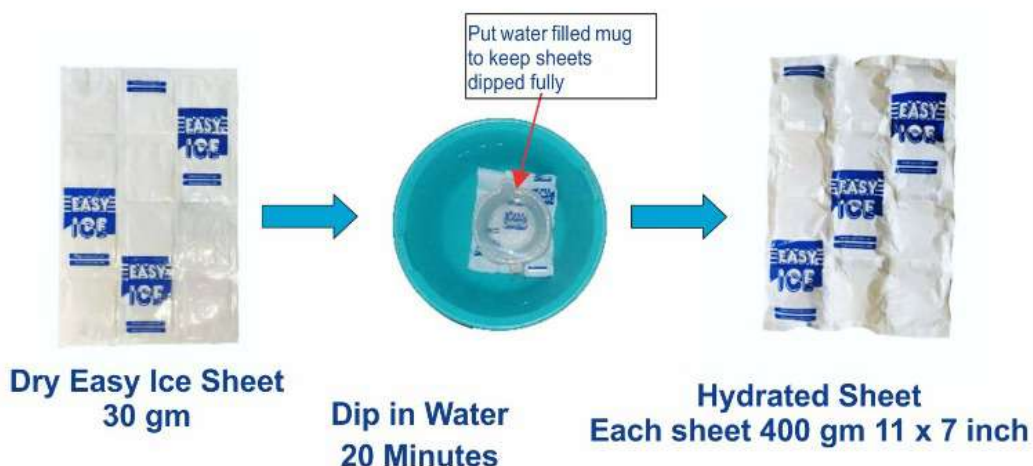 Put water filled mug
to keep sheets
dipped fully
EASY
ICE
EASY
ICE
EASY
ICE
EASY
ICE
EASY
ICE
EASY
ICE
Dry Easy Ice Sheet
30 gm
Dip in Water
20 Minutes
Hydrated Sheet
Each sheet 400 gm 11 x 7 inch